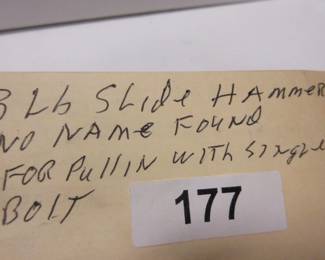 3 Lb Slide Hammer
No Name Found
For Pullin with single
Bolt
177